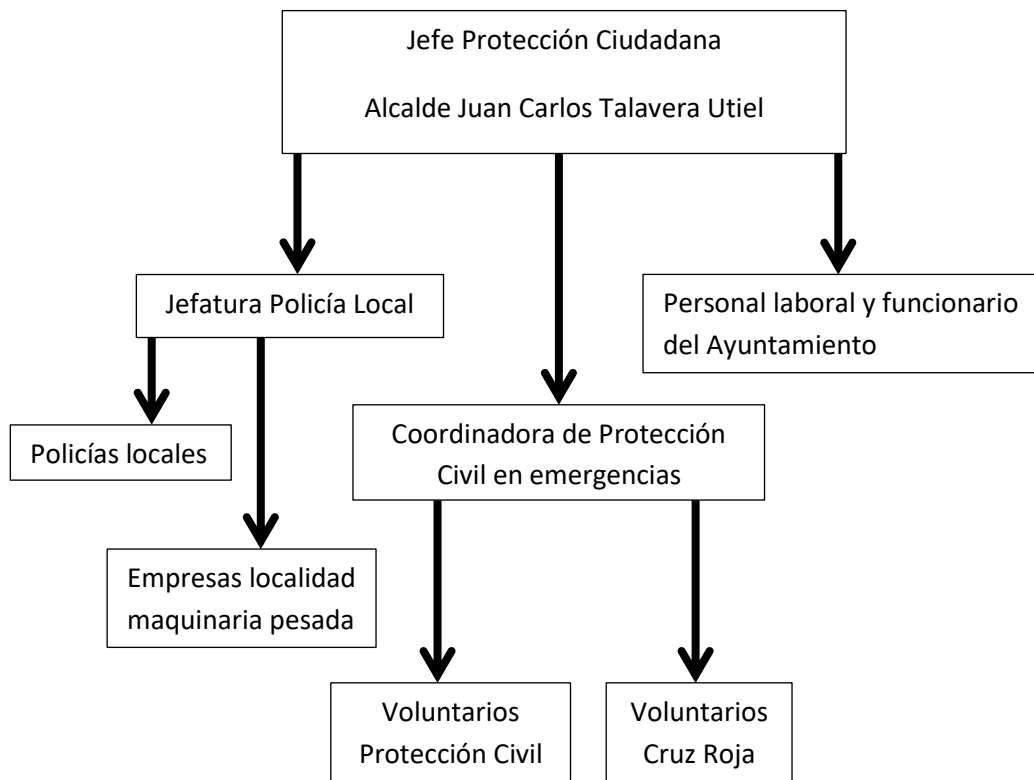 Jefe Protección Ciudadana
Alcalde Juan Carlos Talavera Utiel
Jefatura Policía Local
Personal laboral y funcionario
del Ayuntamiento
Policías locales
Coordinadora de Protección
Civil en emergencias
Empresas localidad
maquinaria pesada
Voluntarios
Protección Civil
Voluntarios
Cruz Roja